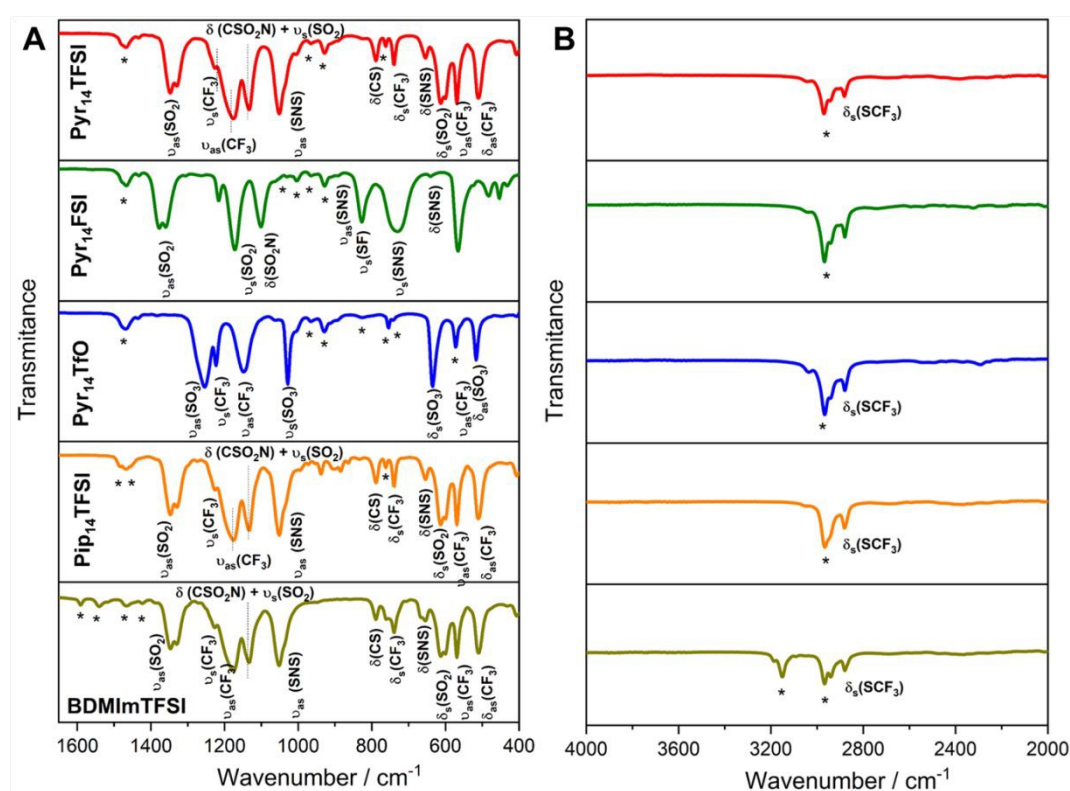 A
δ (CSO₂N) + υₛ(SO₂)
Pyr₁₄TFSI
*
υₐₛ(SO₂)
υₛ(CF₃)
υₐₛ(CF₃)
υₐₛ (SNS)
* *
δ(CS)
*
δₛ(CF₃)
δ(SNS)
δₛ(SO₂)
υₐₛ(CF₃)
δₐₛ(CF₃)
Pyr₁₄FSI
*
υₐₛ(SO₂)
υₛ(SO₂)
δ(SO₂N)
* * * *
υₐₛ(SNS)
υₛ(SF)
υₛ(SNS)
δ(SNS)
Pyr₁₄TfO
*
υₐₛ(SO₃)
υₛ(CF₃)
υₐₛ(CF₃)
υₛ(SO₃)
* * * * *
δₛ(SO₃)
*
υₐₛ(CF₃)
δₐₛ(SO₃)
δ (CSO₂N) + υₛ(SO₂)
Pip₁₄TFSI
* *
υₐₛ(SO₂)
υₛ(CF₃)
υₐₛ(CF₃)
υₐₛ (SNS)
δ(CS)
*
δₛ(CF₃)
δ(SNS)
δₛ(SO₂)
υₐₛ(CF₃)
δₐₛ(CF₃)
δ (CSO₂N) + υₛ(SO₂)
* * * *
υₐₛ(SO₂)
υₛ(CF₃)
υₐₛ(CF₃)
υₐₛ (SNS)
δ(CS)
δₛ(CF₃)
δ(SNS)
δₛ(SO₂)
υₐₛ(CF₃)
δₐₛ(CF₃)
BDMImTFSI
Transmitance
1600 1400 1200 1000 800 600 400
Wavenumber / cm⁻¹
B
δₛ(SCF₃)
*
*
δₛ(SCF₃)
*
δₛ(SCF₃)
*
δₛ(SCF₃)
* *
Transmitance
4000 3600 3200 2800 2400 2000
Wavenumber / cm⁻¹